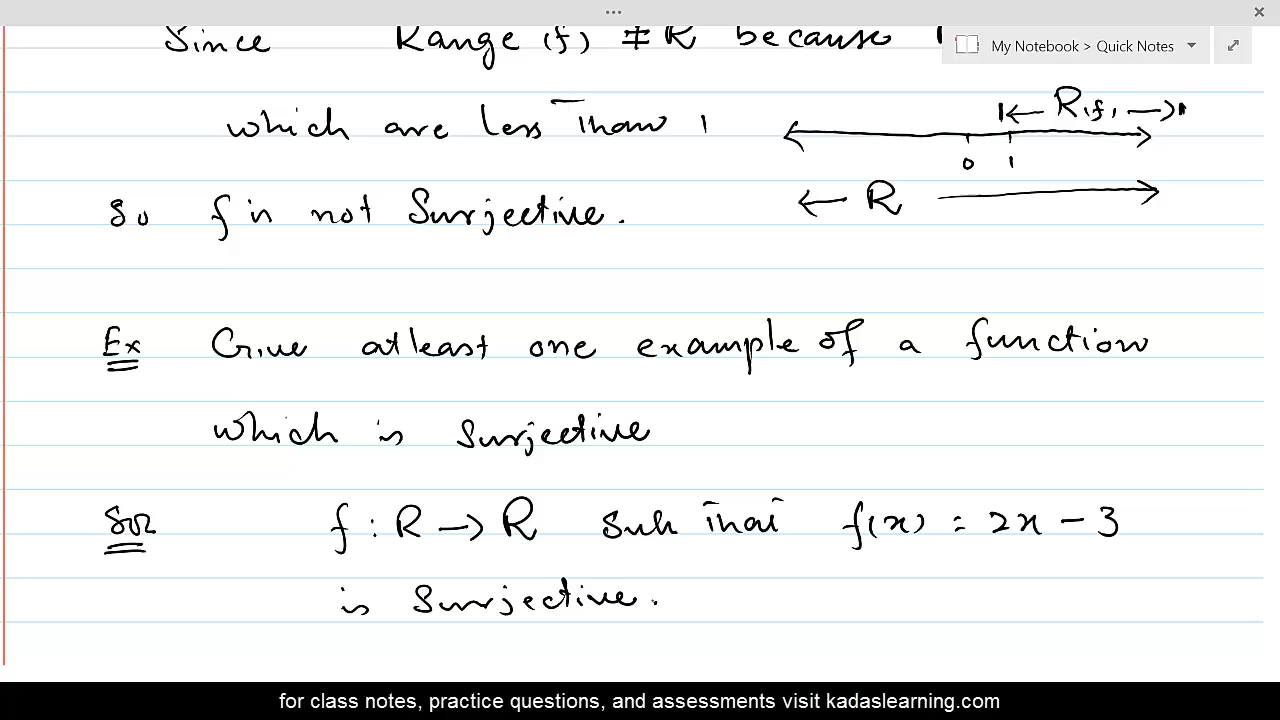 ...
My Notebook > Quick Notes
Since Range (f) ≠ R because
which are less than 1
R(f)
0 1
R
So f is not Surjective.
Ex Give atleast one example of a function
which is surjective
Sol f : R → R Such that f(x) = 2x - 3
is Surjective.
for class notes, practice questions, and assessments visit kadaslearning.com